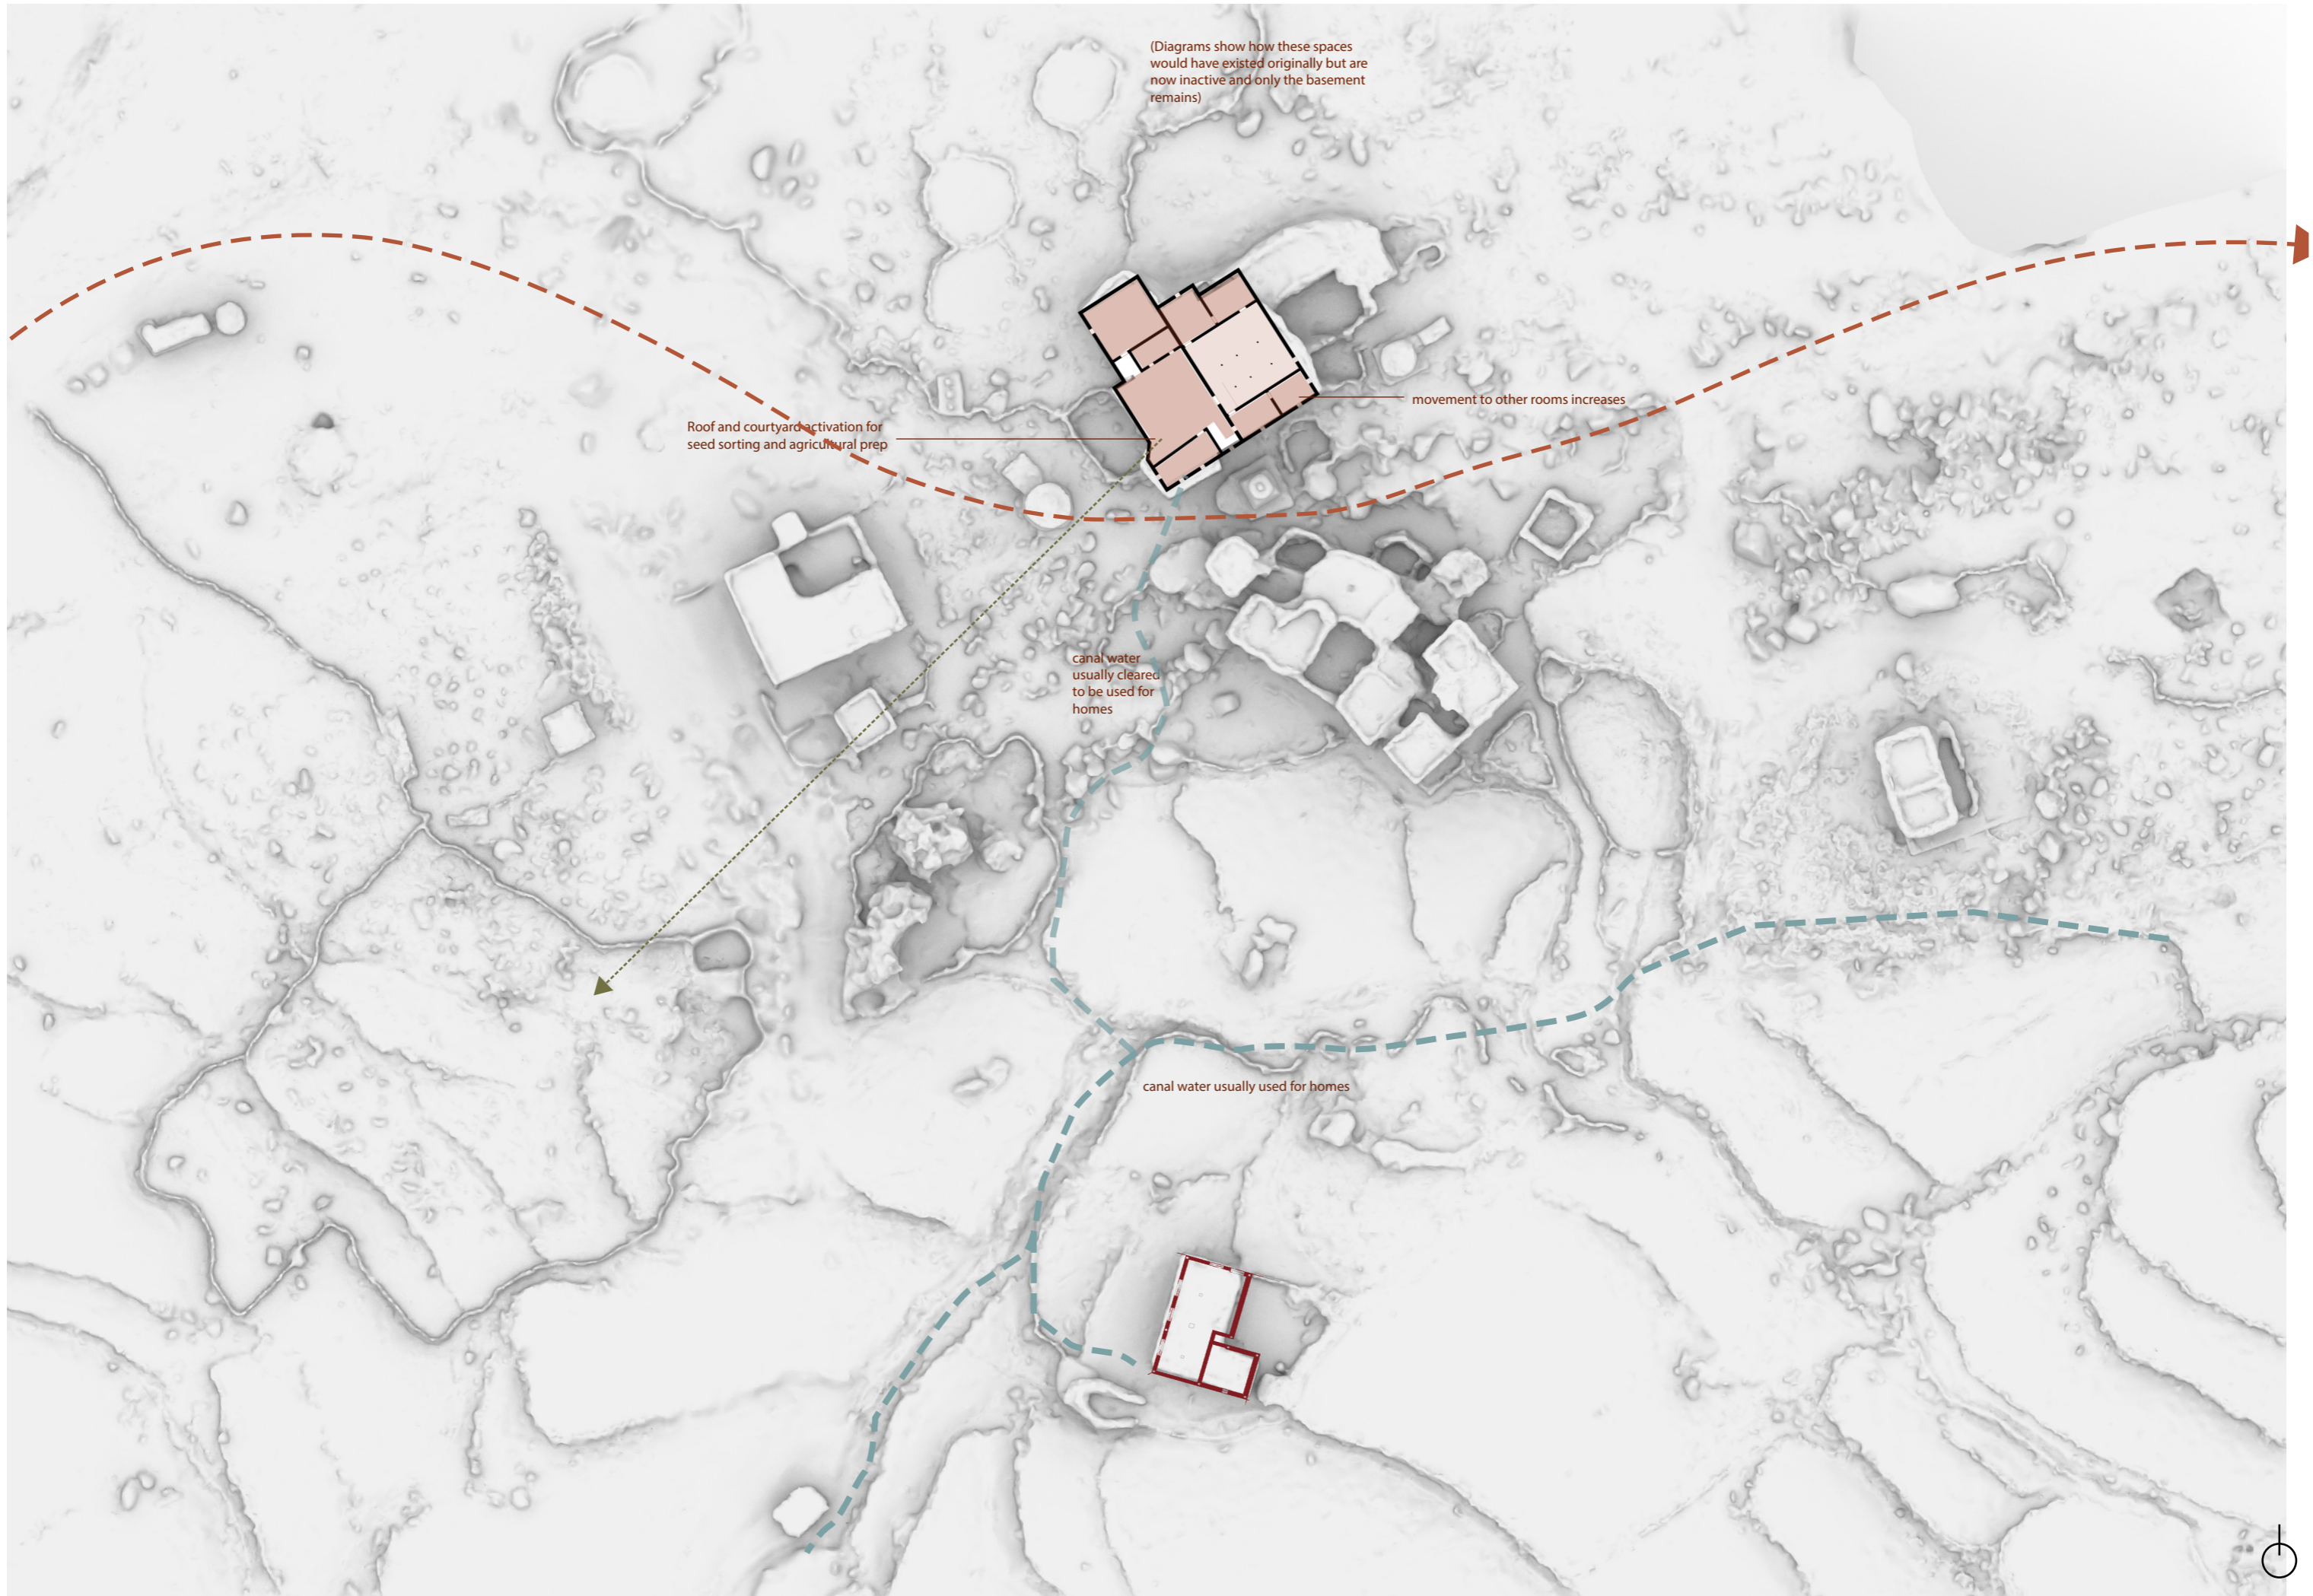 (Diagrams show how these spaces
would have existed originally but are
now inactive and only the basement
remains)
movement to other rooms increases
Roof and courtyard activation for
seed sorting and agricultural prep
canal water
usually cleared
to be used for
homes
canal water usually used for homes